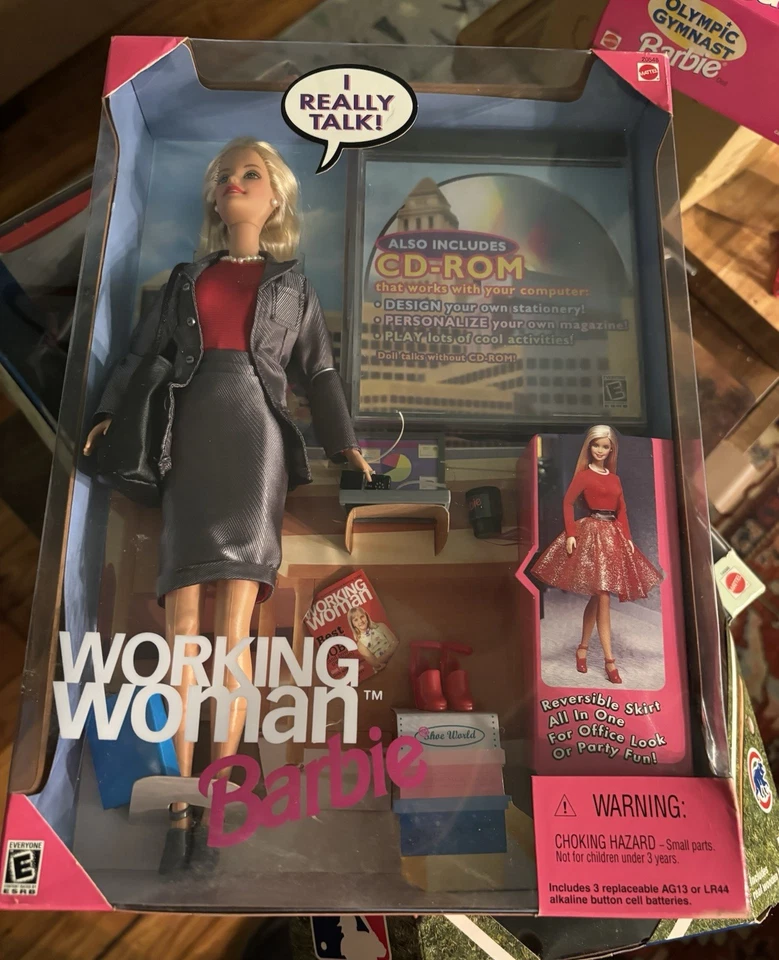 OLYMPIC
GYMNAST
Barbie
MATTEL
I
REALLY
TALK!
ALSO INCLUDES
CD-ROM
that works with your computer:
• DESIGN your own stationery!
• PERSONALIZE your own magazine!
• PLAY lots of cool activities!
Doll talks without CD-ROM!
E
WORKING
Woman
WORKING
Woman™
Barbie
Shoe World
Reversible Skirt
All In One
For Office Look
Or Party Fun!
WARNING:
CHOKING HAZARD – Small parts.
Not for children under 3 years.
Includes 3 replaceable AG13 or LR44
alkaline button cell batteries.
EVERYONE
E
ESRB